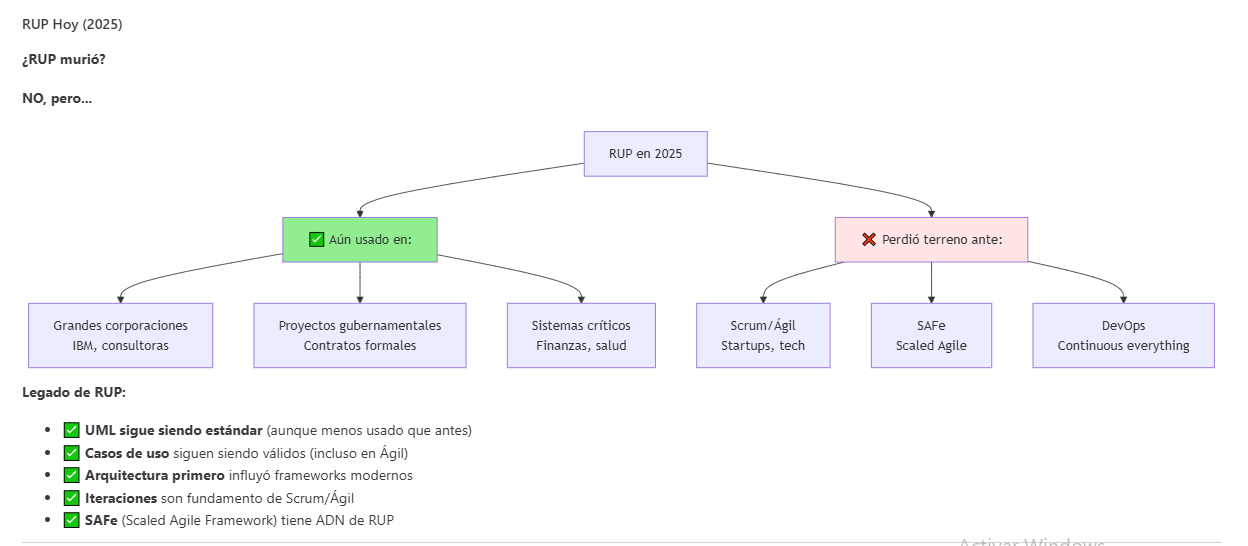 RUP Hoy (2025)
¿RUP murió?
NO, pero...
RUP en 2025
✅ Aún usado en:
❌ Perdió terreno ante:
Grandes corporaciones
IBM, consultoras
Proyectos gubernamentales
Contratos formales
Sistemas críticos
Finanzas, salud
Scrum/Ágil
Startups, tech
SAFe
Scaled Agile
DevOps
Continuous everything
Legado de RUP:
• ✅ UML sigue siendo estándar (aunque menos usado que antes)
• ✅ Casos de uso siguen siendo válidos (incluso en Ágil)
• ✅ Arquitectura primero influyó frameworks modernos
• ✅ Iteraciones son fundamento de Scrum/Ágil
• ✅ SAFe (Scaled Agile Framework) tiene ADN de RUP
Activar Windows